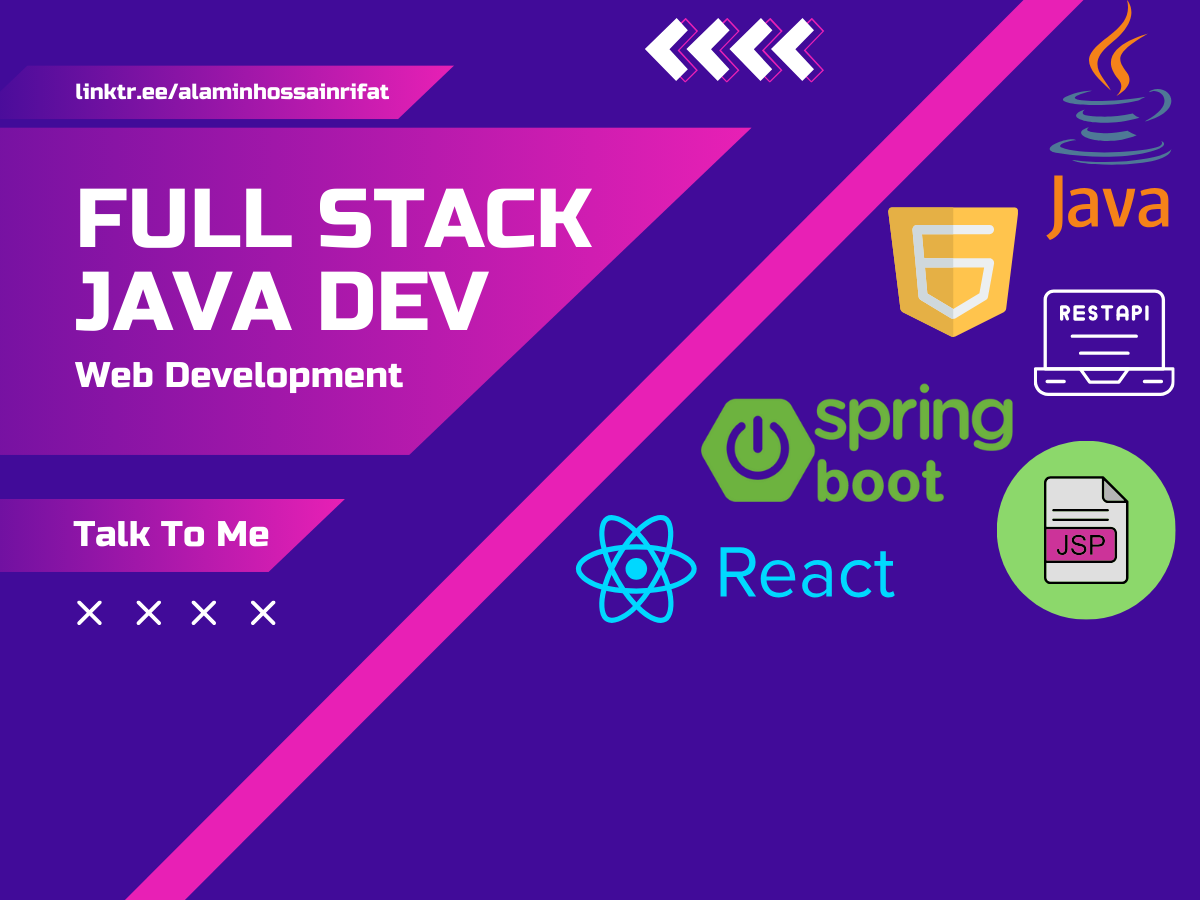 linktr.ee/alaminhossainrifat
FULL STACK
JAVA DEV
Web Development
Talk To Me
Java
RESTAPI
spring
boot
React
JSP